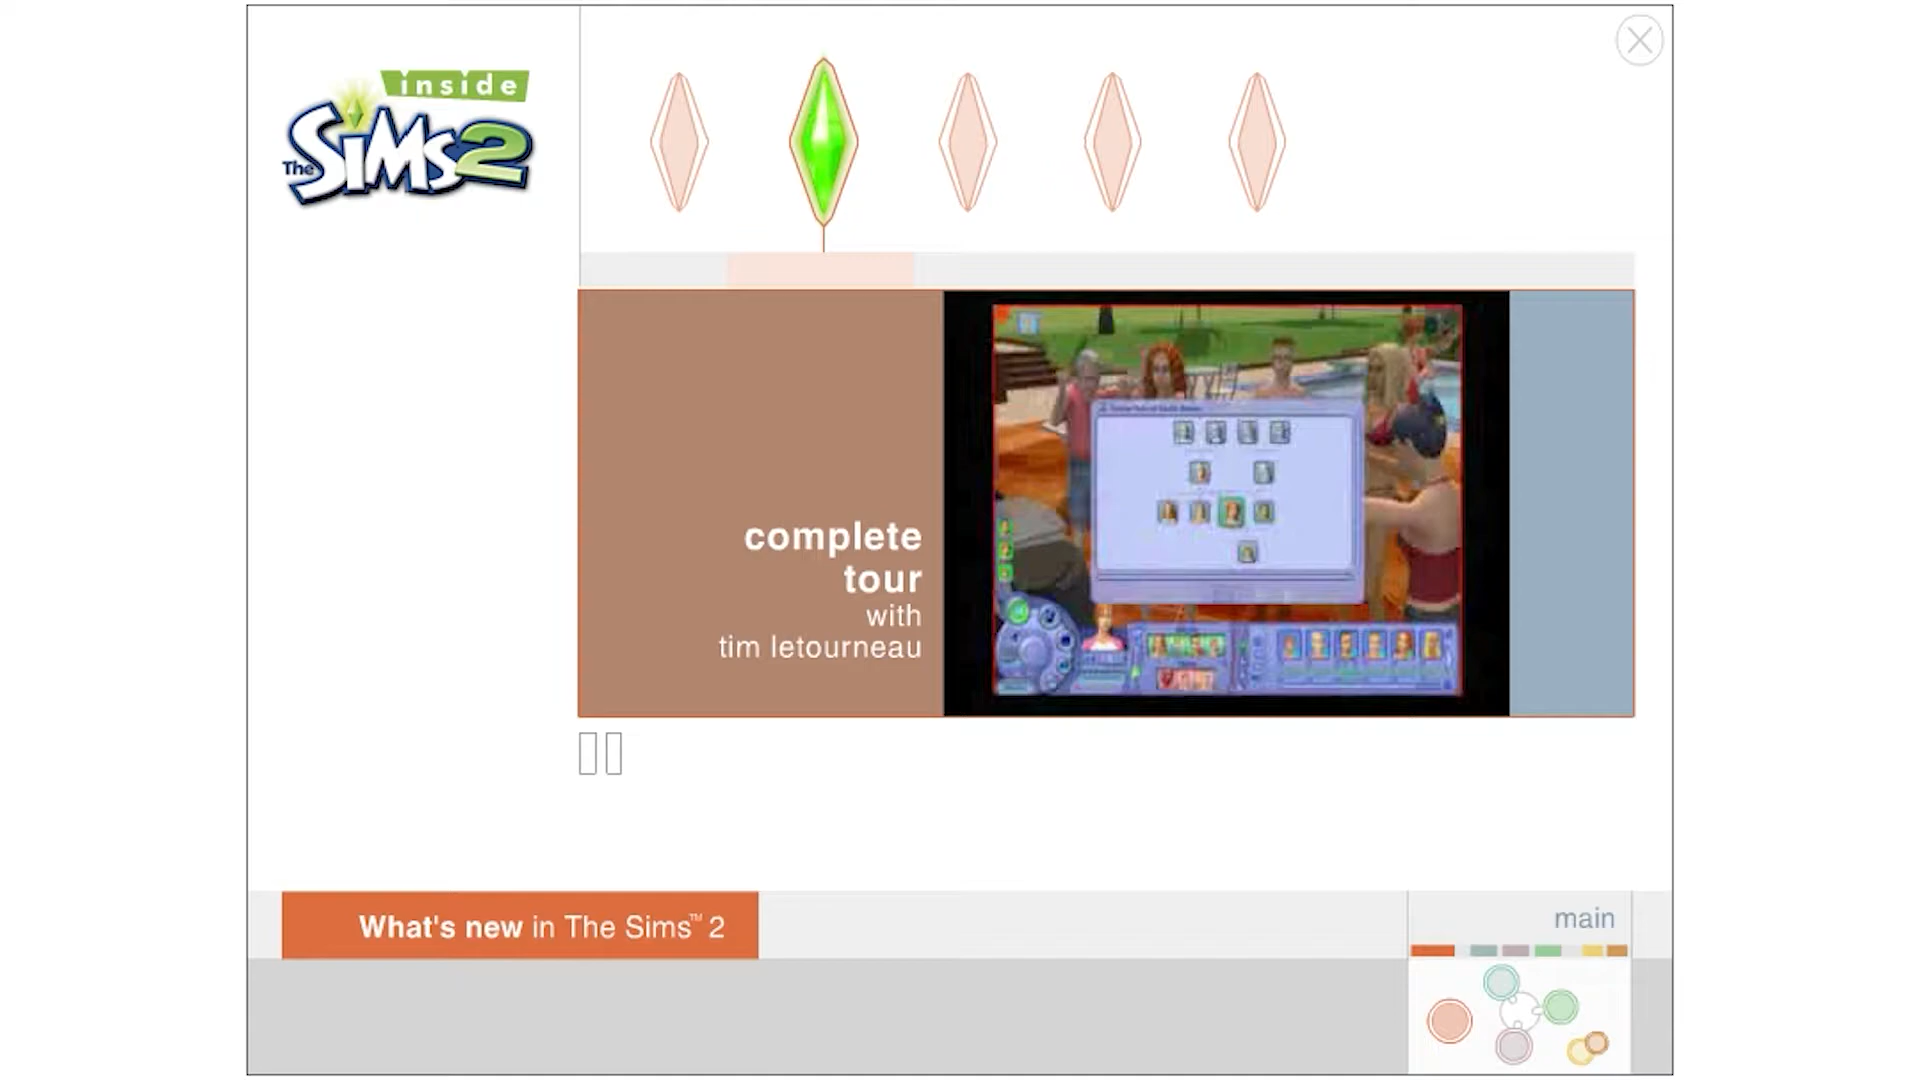 inside
The SiMS 2
complete
tour
with
tim letourneau
What's new in The Sims™ 2
main